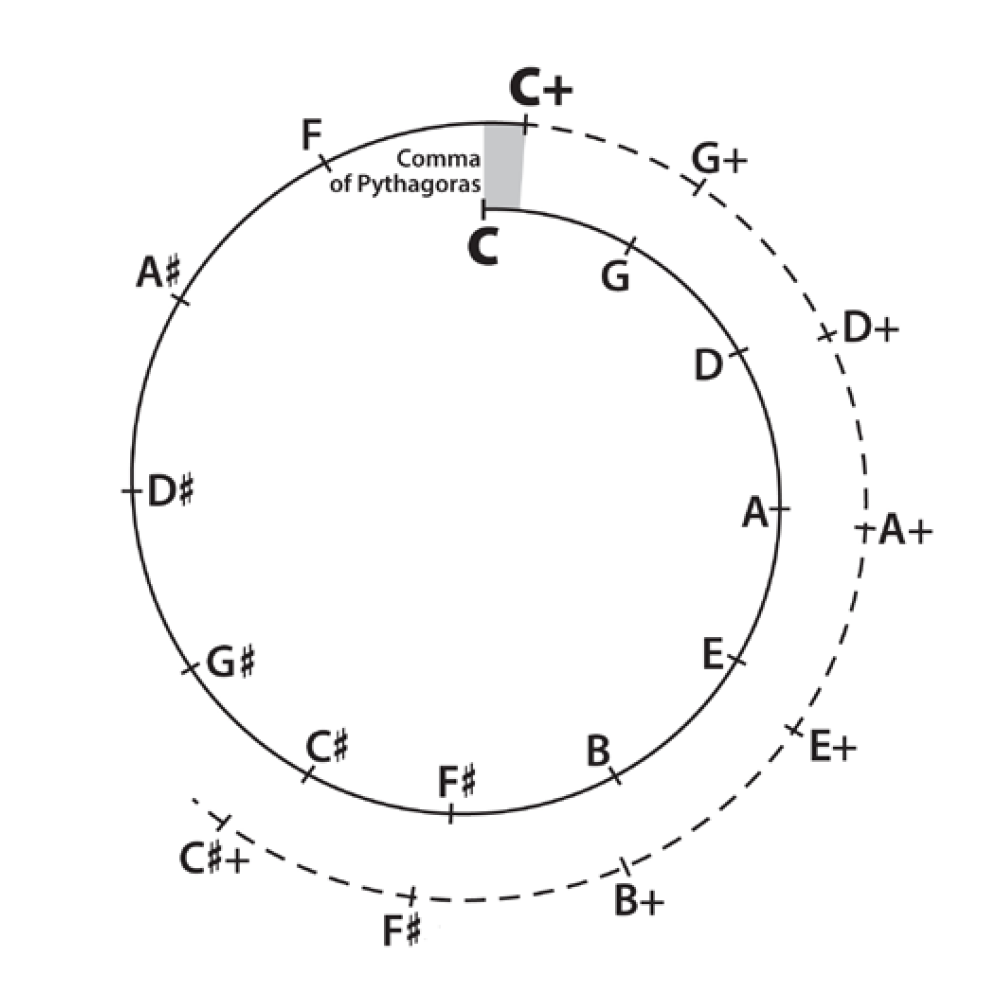 C+
F
G+
Comma
of Pythagoras
C
G
A♯
D+
D
D♯
A
A+
G♯
E
E+
C♯
B
F♯
C♯+
B+
F♯